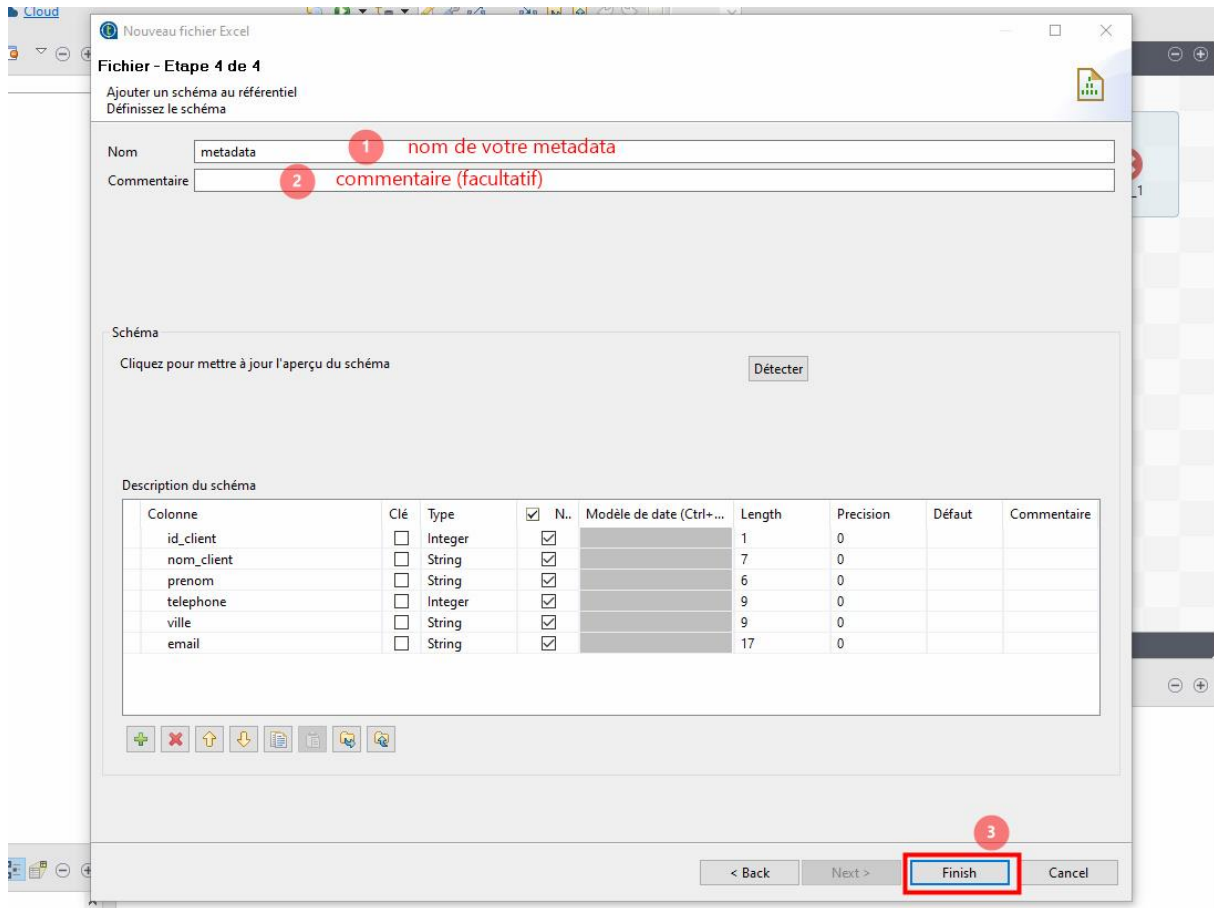 Cloud
Nouveau fichier Excel
Fichier - Etape 4 de 4
Ajouter un schéma au référentiel
Définissez le schéma
Nom metadata 1 nom de votre metadata
Commentaire 2 commentaire (facultatif)
_1
Schéma
Cliquez pour mettre à jour l'aperçu du schéma Détecter
Description du schéma
Colonne Clé Type N.. Modèle de date (Ctrl+... Length Precision Défaut Commentaire
id_client Integer 1 0
nom_client String 7 0
prenom String 6 0
telephone Integer 9 0
ville String 9 0
email String 17 0
3
< Back Next > Finish Cancel